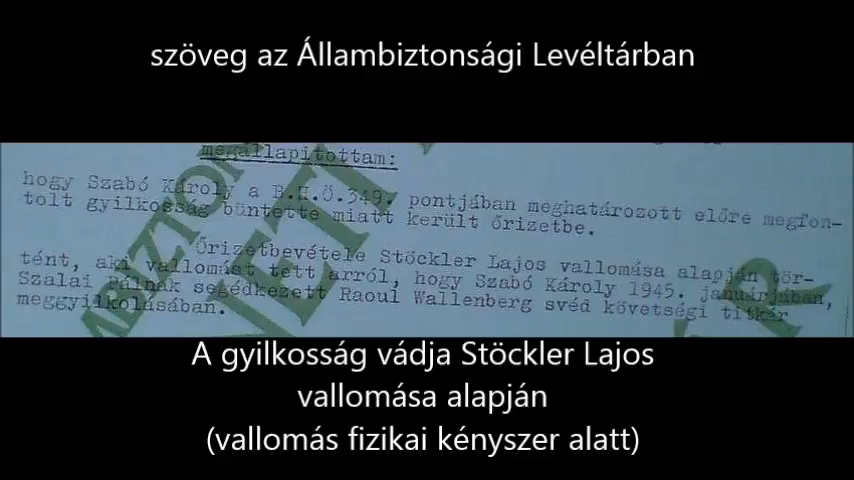 szöveg az Állambiztonsági Levéltárban
megállapitottam:
hogy Szabó Károly a B.H.Ö.349. pontjában meghatározott előre megfon-
tolt gyilkosság büntette miatt került őrizetbe.
Őrizetbevétele Stöckler Lajos vallomása alapján tör-
tént, aki vallomást tett arról, hogy Szabó Károly 1945. januárjában,
Szalai Pálnak segédkezett Raoul Wallenberg svéd követségi titkár
meggyilkolásában.
A gyilkosság vádja Stöckler Lajos
vallomása alapján
(vallomás fizikai kényszer alatt)